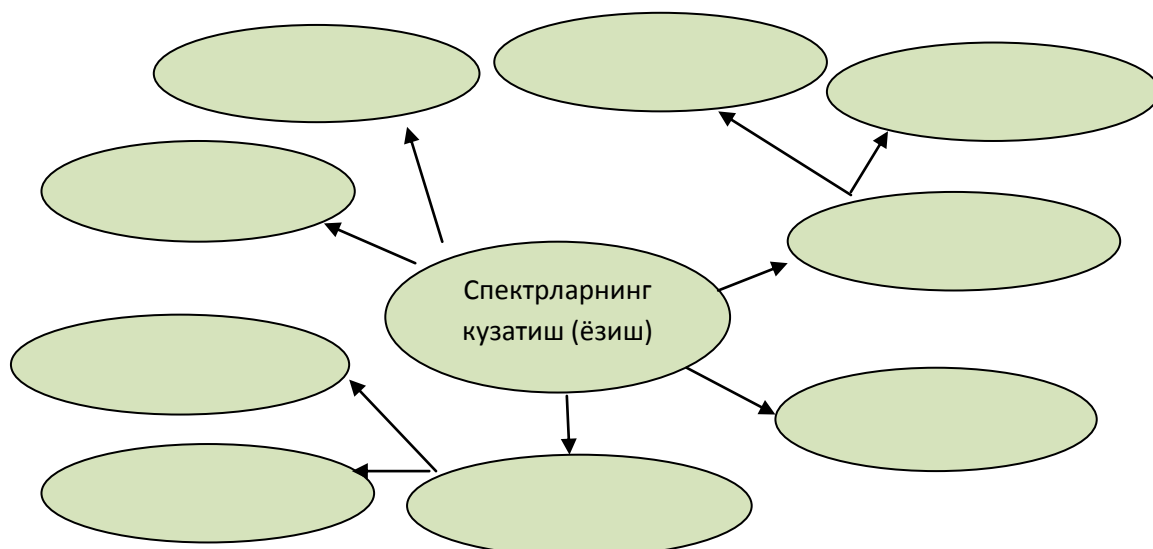 Спектрларнинг
кузатиш (ёзиш)